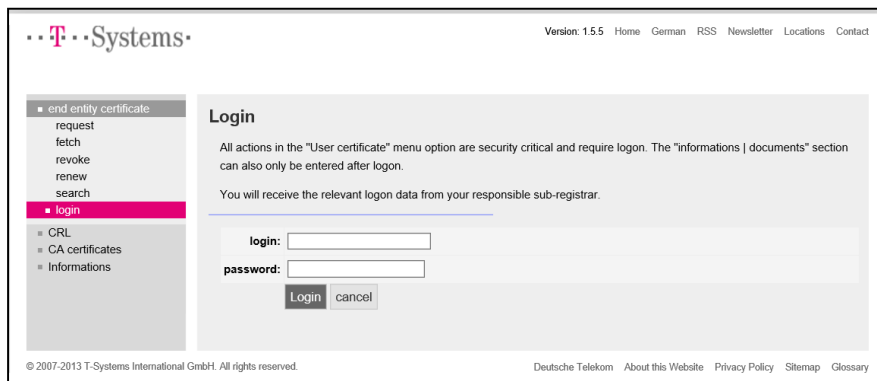 T Systems
Version: 1.5.5 Home German RSS Newsletter Locations Contact
end entity certificate
request
fetch
revoke
renew
search
login
CRL
CA certificates
Informations
Login
All actions in the "User certificate" menu option are security critical and require logon. The "informations | documents" section
can also only be entered after logon.
You will receive the relevant logon data from your responsible sub-registrar.
login:
password:
Login cancel
© 2007-2013 T-Systems International GmbH. All rights reserved.
Deutsche Telekom About this Website Privacy Policy Sitemap Glossary